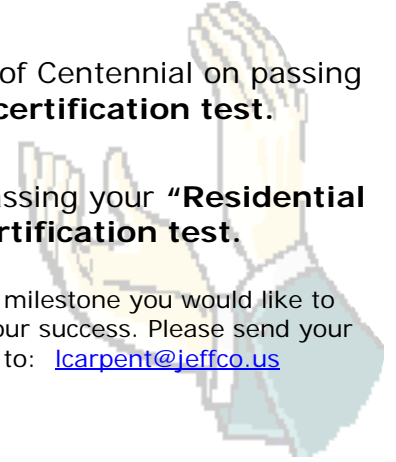 of Centennial on passing
certification test.
ssing your “Residential
rtification test.
milestone you would like to
our success. Please send your
to: lcarpent@jeffco.us